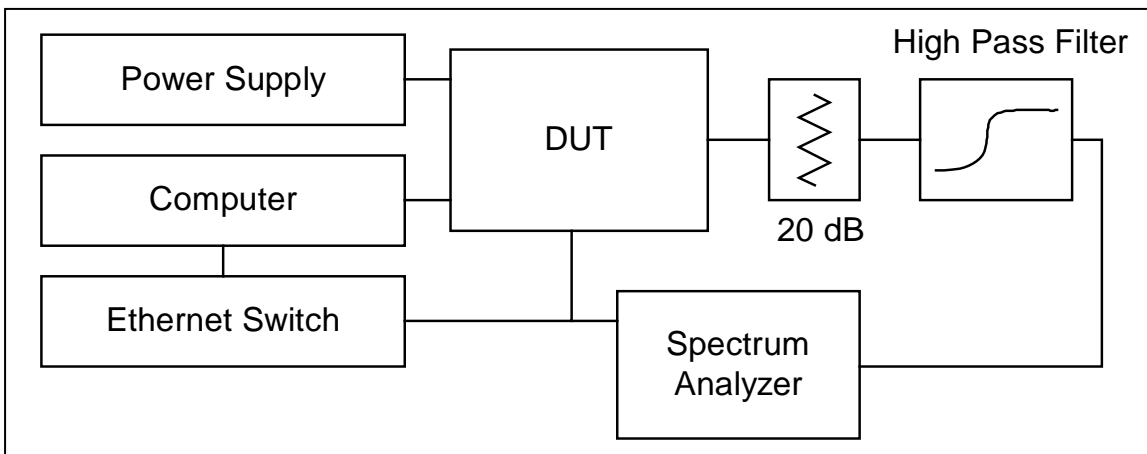 High Pass Filter
Power Supply
DUT
Computer
20 dB
Ethernet Switch
Spectrum
Analyzer